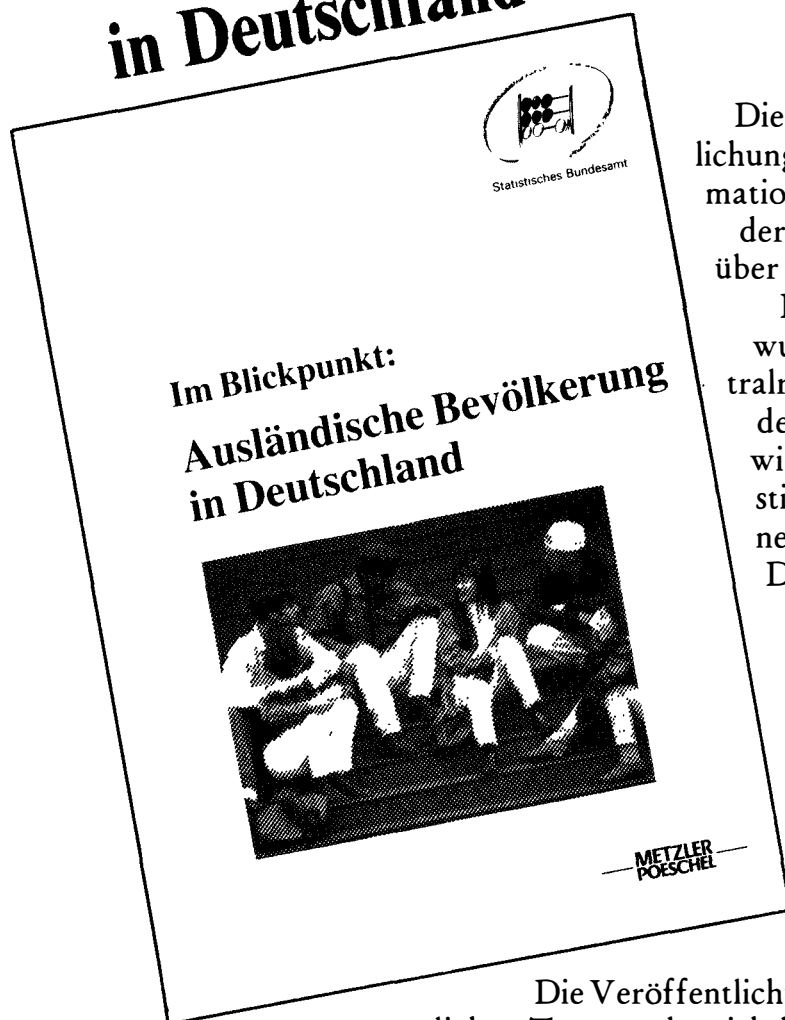 in Deutschland
Statistisches Bundesamt
Im Blickpunkt:
Ausländische Bevölkerung
in Deutschland
METZLER
POESCHEL
Die
lichung
matio
der
über
wu
tralr
de
wi
sti
ne
D
Die Veröffentlich